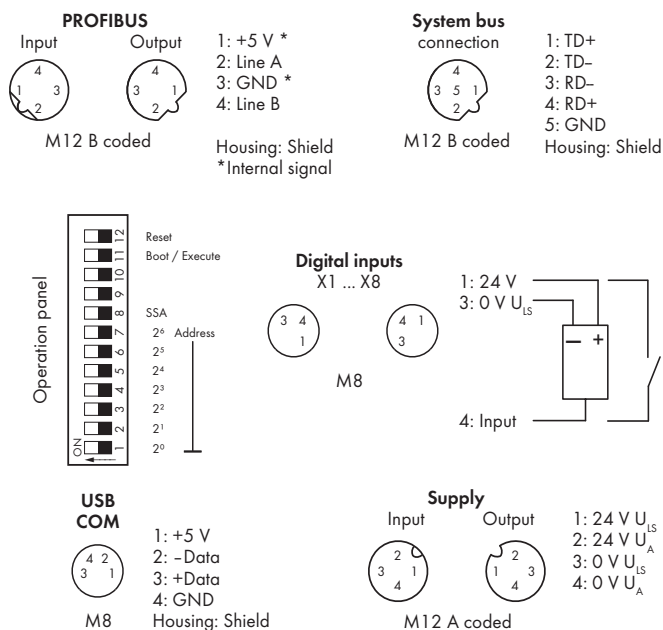 PROFIBUS
Input Output
4 4
1 3 3 1
2 2
M12 B coded
1: +5 V *
2: Line A
3: GND *
4: Line B
Housing: Shield
*Internal signal
System bus
connection
4
3 5 1
2
M12 B coded
1: TD+
2: TD–
3: RD–
4: RD+
5: GND
Housing: Shield
Operation panel
12 Reset
11 Boot / Execute
10
9
8 SSA
7 2⁶ Address
6 2⁵
5 2⁴
4 2³
3 2²
2 2¹
1 2⁰
ON
Digital inputs
X1 ... X8
3 4 4 1
1 3
M8
1: 24 V
3: 0 V U_LS
– +
4: Input
USB
COM
4 2
3 1
M8
1: +5 V
2: –Data
3: +Data
4: GND
Housing: Shield
Supply
Input Output
2 2
3 1 1 3
4 4
M12 A coded
1: 24 V U_LS
2: 24 V U_A
3: 0 V U_LS
4: 0 V U_A